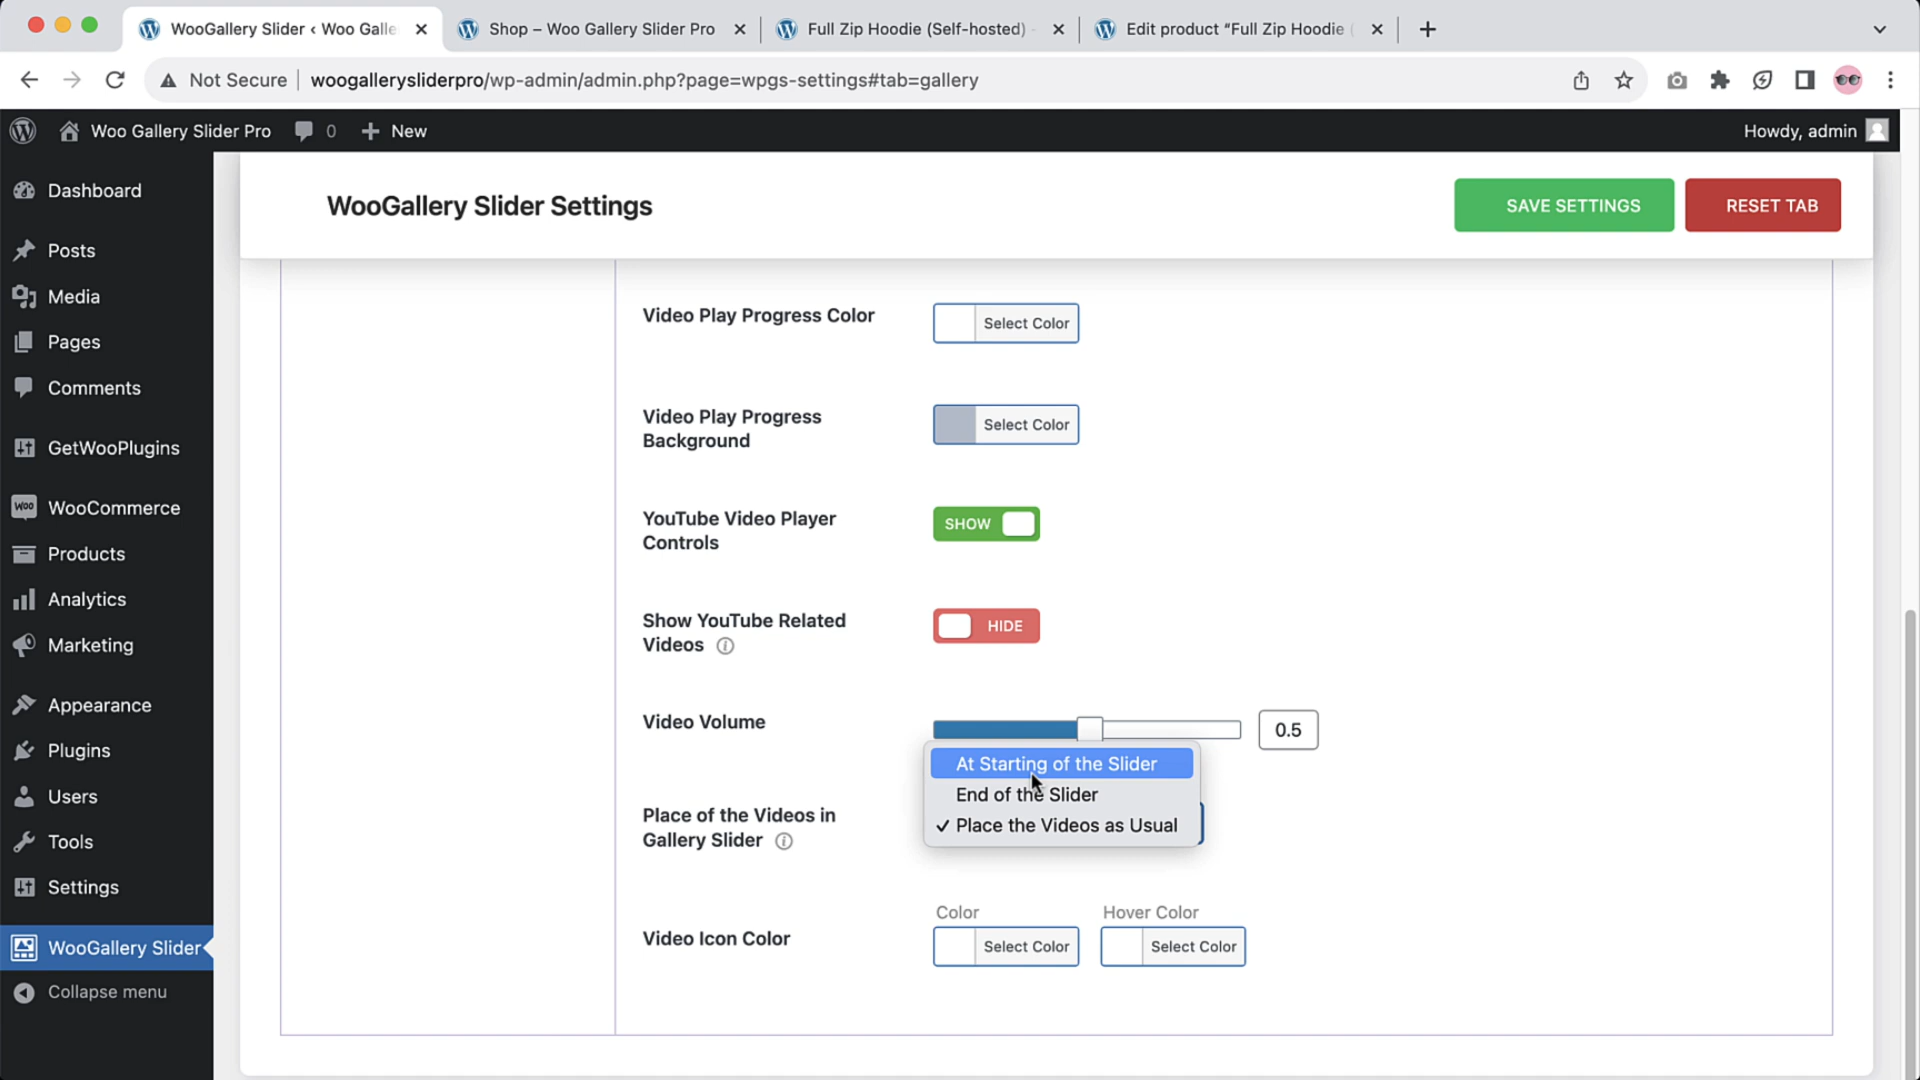 WooGallery Slider ‹ Woo Galle
Shop – Woo Gallery Slider Pro
Full Zip Hoodie (Self-hosted) -
Edit product “Full Zip Hoodie (
Not Secure
woogallerysliderpro/wp-admin/admin.php?page=wpgs-settings#tab=gallery
Woo Gallery Slider Pro
0
New
Howdy, admin
Dashboard
Posts
Media
Pages
Comments
GetWooPlugins
WooCommerce
Products
Analytics
Marketing
Appearance
Plugins
Users
Tools
Settings
WooGallery Slider
Collapse menu
WooGallery Slider Settings
SAVE SETTINGS
RESET TAB
Video Play Progress Color
Select Color
Video Play Progress
Background
Select Color
YouTube Video Player
Controls
SHOW
Show YouTube Related
Videos
HIDE
Video Volume
0.5
Place of the Videos in
Gallery Slider
At Starting of the Slider
End of the Slider
✓ Place the Videos as Usual
Video Icon Color
Color
Select Color
Hover Color
Select Color